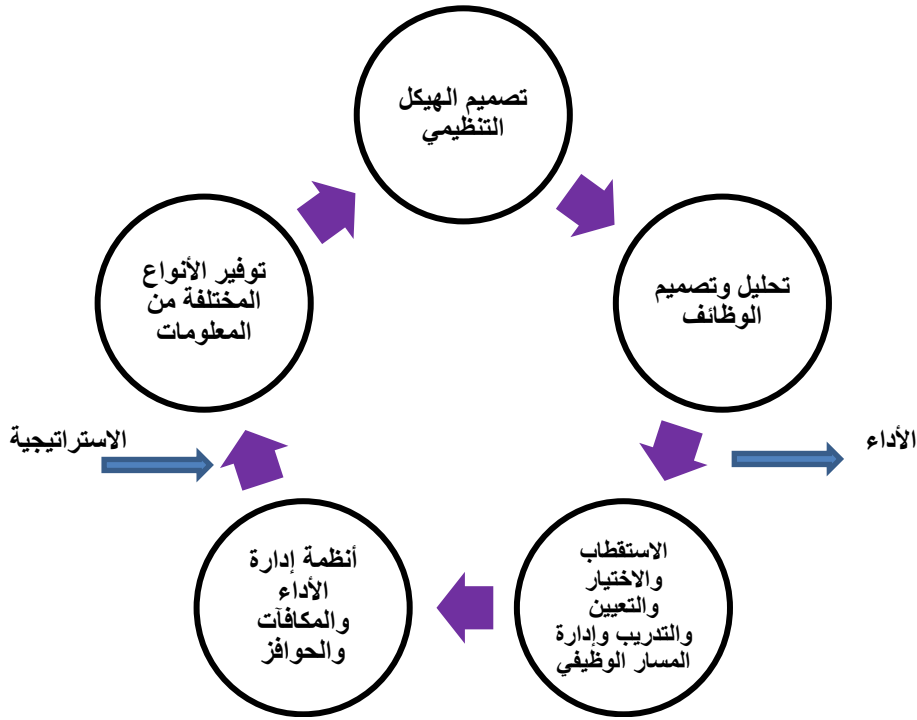 تصميم الهيكل
التنظيمي
تحليل وتصميم
الوظائف
الاستقطاب
والاختيار
والتعيين
والتدريب وإدارة
المسار الوظيفي
أنظمة إدارة
الأداء
والمكافآت
والحوافز
توفير الأنواع
المختلفة من
المعلومات
الاستراتيجية
الأداء